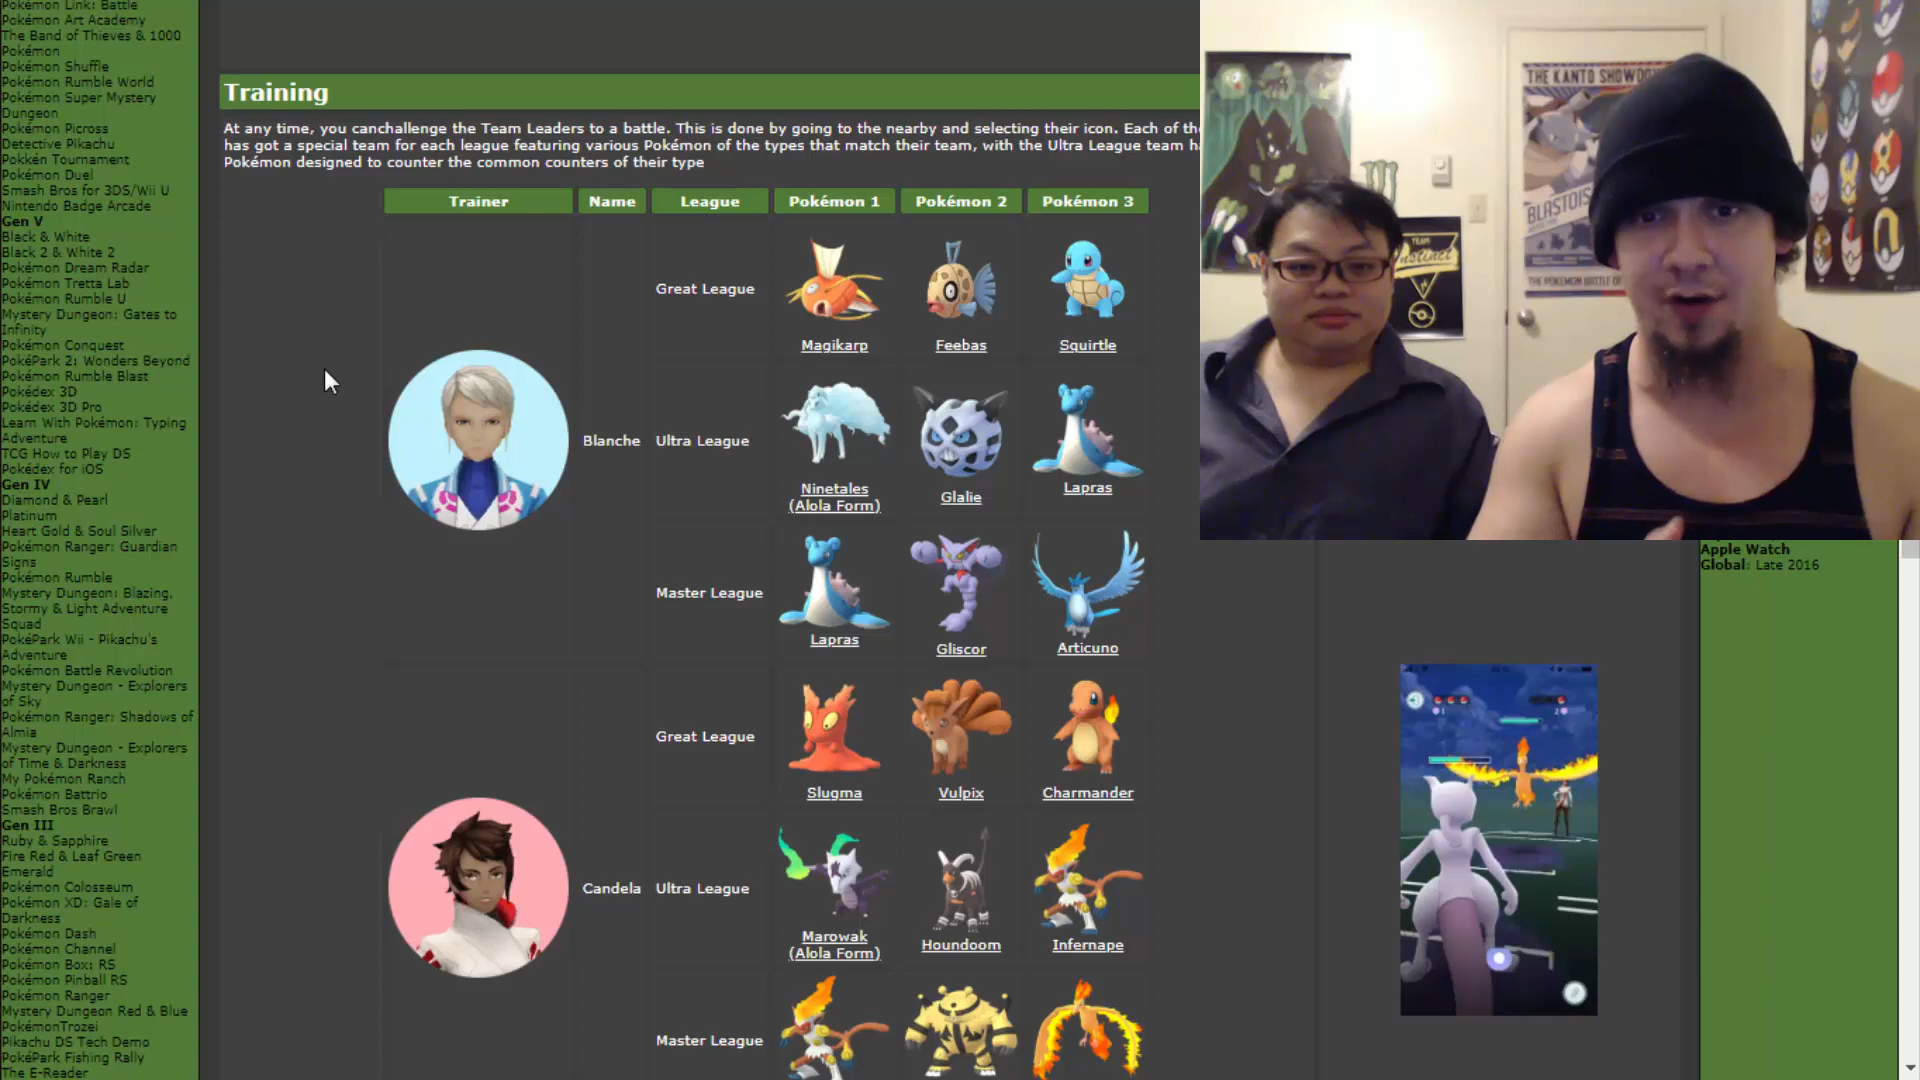 Pokémon Link: Battle
Pokémon Art Academy
The Band of Thieves & 1000
Pokémon
Pokémon Shuffle
Pokémon Rumble World
Pokémon Super Mystery
Dungeon
Pokémon Picross
Detective Pikachu
Pokkén Tournament
Pokémon Duel
Smash Bros for 3DS/Wii U
Nintendo Badge Arcade
Gen V
Black & White
Black 2 & White 2
Pokémon Dream Radar
Pokémon Tretta Lab
Pokémon Rumble U
Mystery Dungeon: Gates to
Infinity
Pokémon Conquest
PokéPark 2: Wonders Beyond
Pokémon Rumble Blast
Pokédex 3D
Pokédex 3D Pro
Learn With Pokémon: Typing
Adventure
TCG How to Play DS
Pokédex for iOS
Gen IV
Diamond & Pearl
Platinum
Heart Gold & Soul Silver
Pokémon Ranger: Guardian
Signs
Pokémon Rumble
Mystery Dungeon: Blazing,
Stormy & Light Adventure
Squad
PokéPark Wii - Pikachu's
Adventure
Pokémon Battle Revolution
Mystery Dungeon - Explorers
of Sky
Pokémon Ranger: Shadows of
Almia
Mystery Dungeon - Explorers
of Time & Darkness
My Pokémon Ranch
Pokémon Battrio
Smash Bros Brawl
Gen III
Ruby & Sapphire
Fire Red & Leaf Green
Emerald
Pokémon Colosseum
Pokémon XD: Gale of
Darkness
Pokémon Dash
Pokémon Channel
Pokémon Box: RS
Pokémon Pinball RS
Pokémon Ranger
Mystery Dungeon Red & Blue
PokémonTrozei
Pikachu DS Tech Demo
PokéPark Fishing Rally
The E-Reader
Training
At any time, you canchallenge the Team Leaders to a battle. This is done by going to the nearby and selecting their icon. Each of the
has got a special team for each league featuring various Pokémon of the types that match their team, with the Ultra League team ha
Pokémon designed to counter the common counters of their type
Trainer Name League Pokémon 1 Pokémon 2 Pokémon 3
Great League
Magikarp Feebas Squirtle
Blanche Ultra League
Ninetales
(Alola Form) Glalie Lapras
Master League
Lapras Gliscor Articuno
Great League
Slugma Vulpix Charmander
Candela Ultra League
Marowak
(Alola Form) Houndoom Infernape
Master League
THE KANTO SHOWDO
BLASTOIS
THE POKEMON BATTLE OF
TEAM
Instinct
Apple Watch
Global: Late 2016